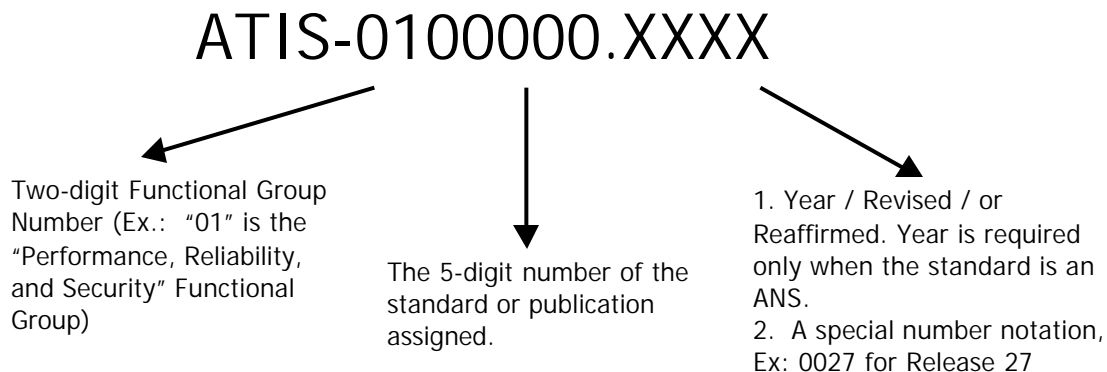 ATIS-0100000.XXXX
Two-digit Functional Group
Number (Ex.: "01" is the
"Performance, Reliability,
and Security" Functional
Group)
The 5-digit number of the
standard or publication
assigned.
1. Year / Revised / or
Reaffirmed. Year is required
only when the standard is an
ANS.
2. A special number notation,
Ex: 0027 for Release 27